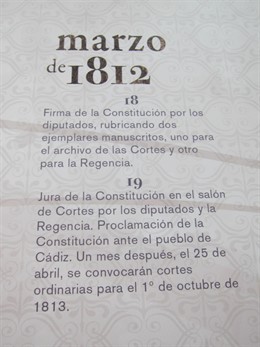 marzo
de 1812
18
Firma de la Constitución por los
diputados, rubricando dos
ejemplares manuscritos, uno para
el archivo de las Cortes y otro
para la Regencia.
19
Jura de la Constitución en el salón
de Cortes por los diputados y la
Regencia. Proclamación de la
Constitución ante el pueblo de
Cádiz. Un mes después, el 25 de
abril, se convocarán cortes
ordinarias para el 1º de octubre de
1813.